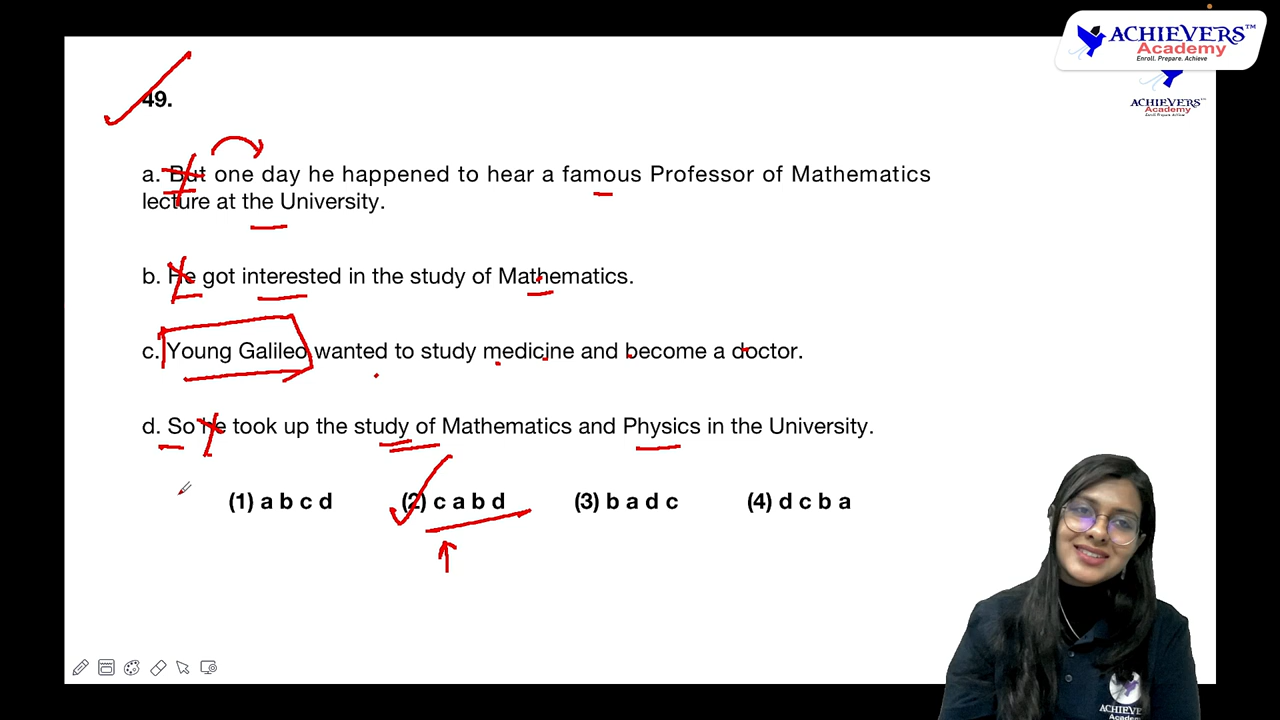 ACHIEVERS™
Academy
Enroll. Prepare. Achieve
ACHIEVERS™
Academy
49.
a. But one day he happened to hear a famous Professor of Mathematics
lecture at the University.
b. He got interested in the study of Mathematics.
c. Young Galileo wanted to study medicine and become a doctor.
d. So he took up the study of Mathematics and Physics in the University.
(1) a b c d (2) c a b d (3) b a d c (4) d c b a